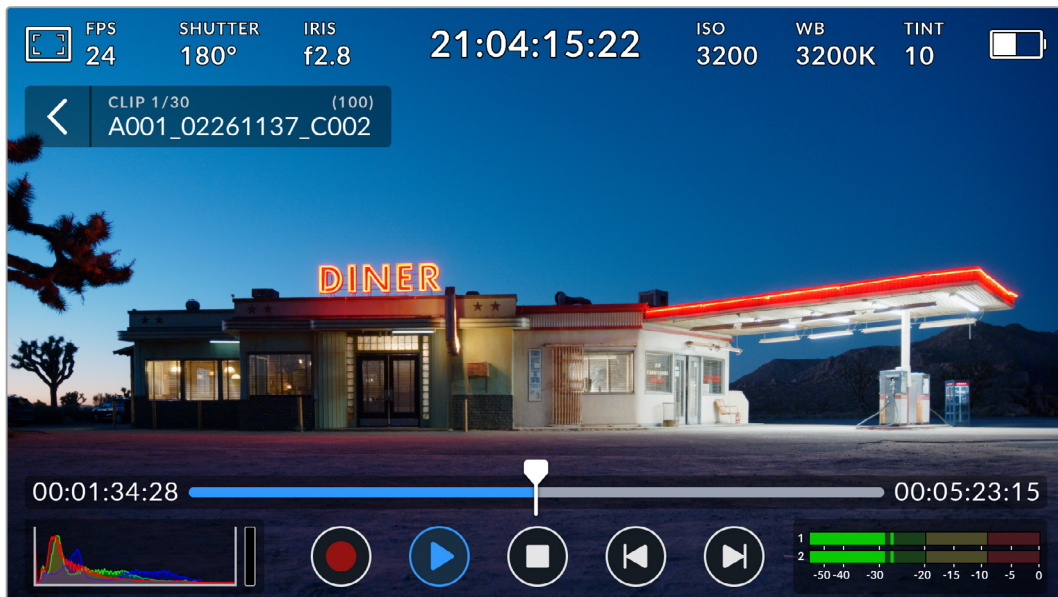 FPS
24
SHUTTER
180°
IRIS
f2.8
21:04:15:22
ISO
3200
WB
3200K
TINT
10
CLIP 1/30 (100)
A001_02261137_C002
DINER
00:01:34:28
00:05:23:15
1
2
-50 -40 -30 -20 -15 -10 -5 0